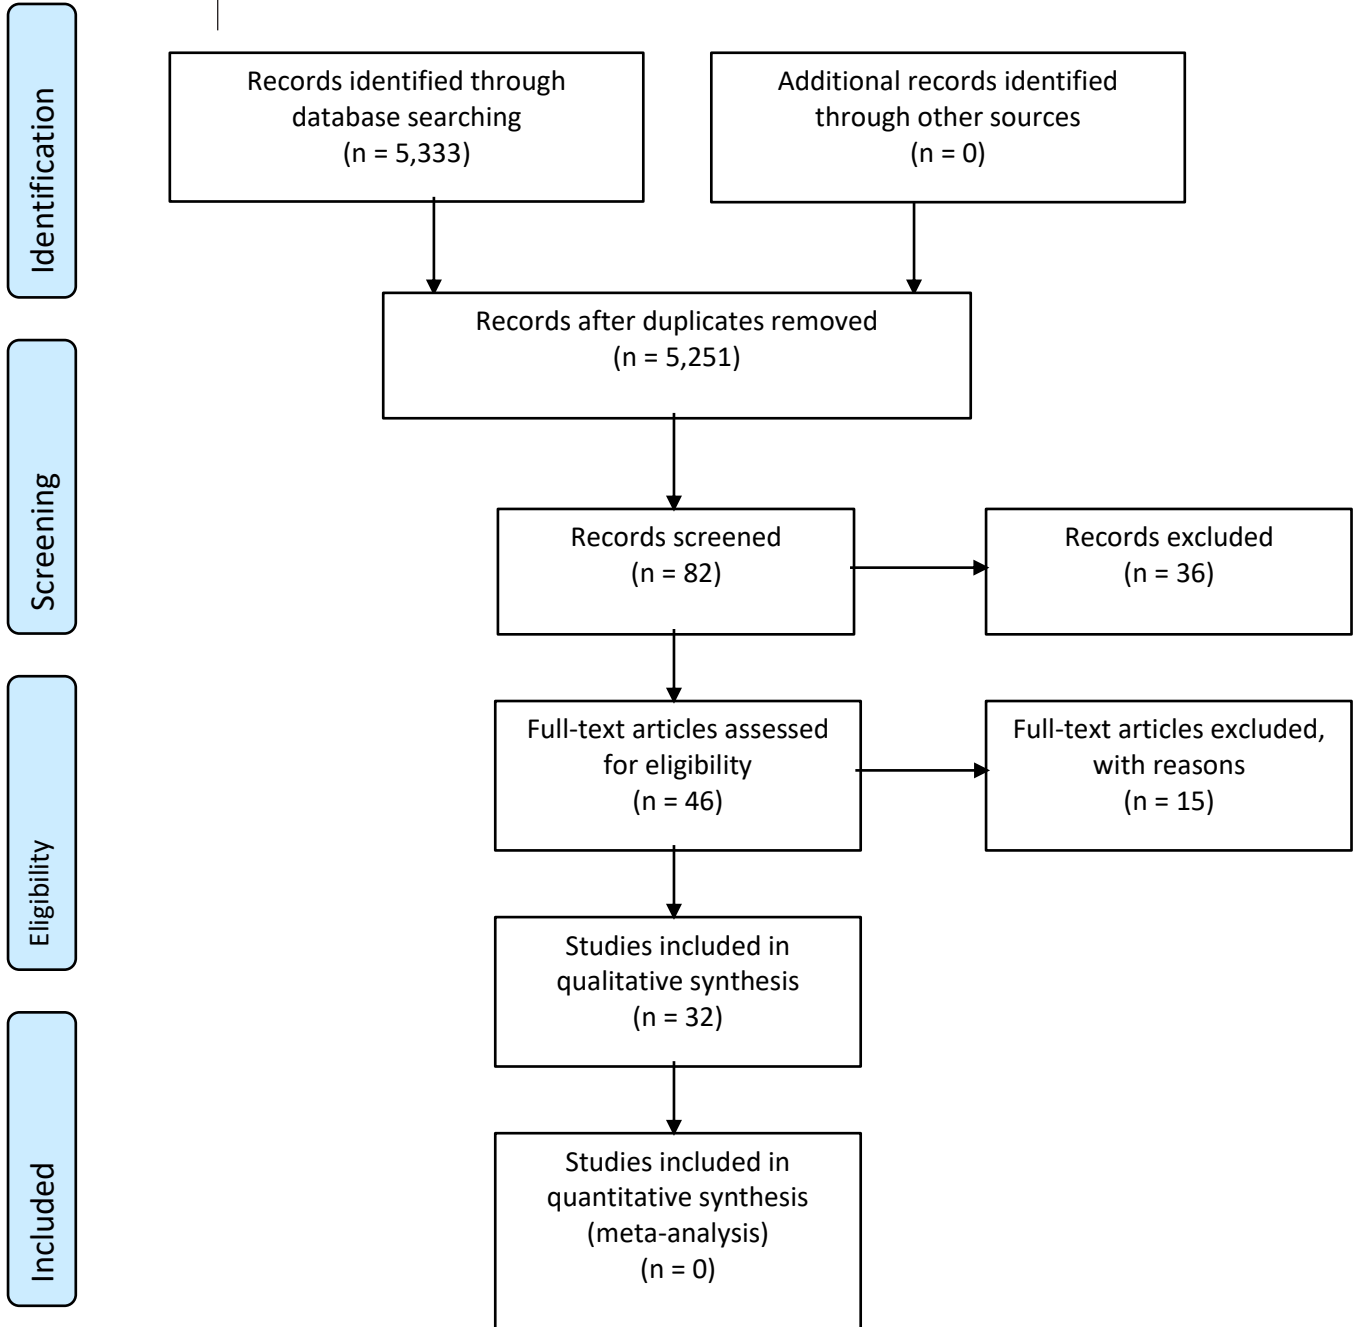 Identification
Records identified through
database searching
(n = 5,333)
Additional records identified
through other sources
(n = 0)
Records after duplicates removed
(n = 5,251)
Screening
Records screened
(n = 82)
Records excluded
(n = 36)
Eligibility
Full-text articles assessed
for eligibility
(n = 46)
Full-text articles excluded,
with reasons
(n = 15)
Studies included in
qualitative synthesis
(n = 32)
Included
Studies included in
quantitative synthesis
(meta-analysis)
(n = 0)